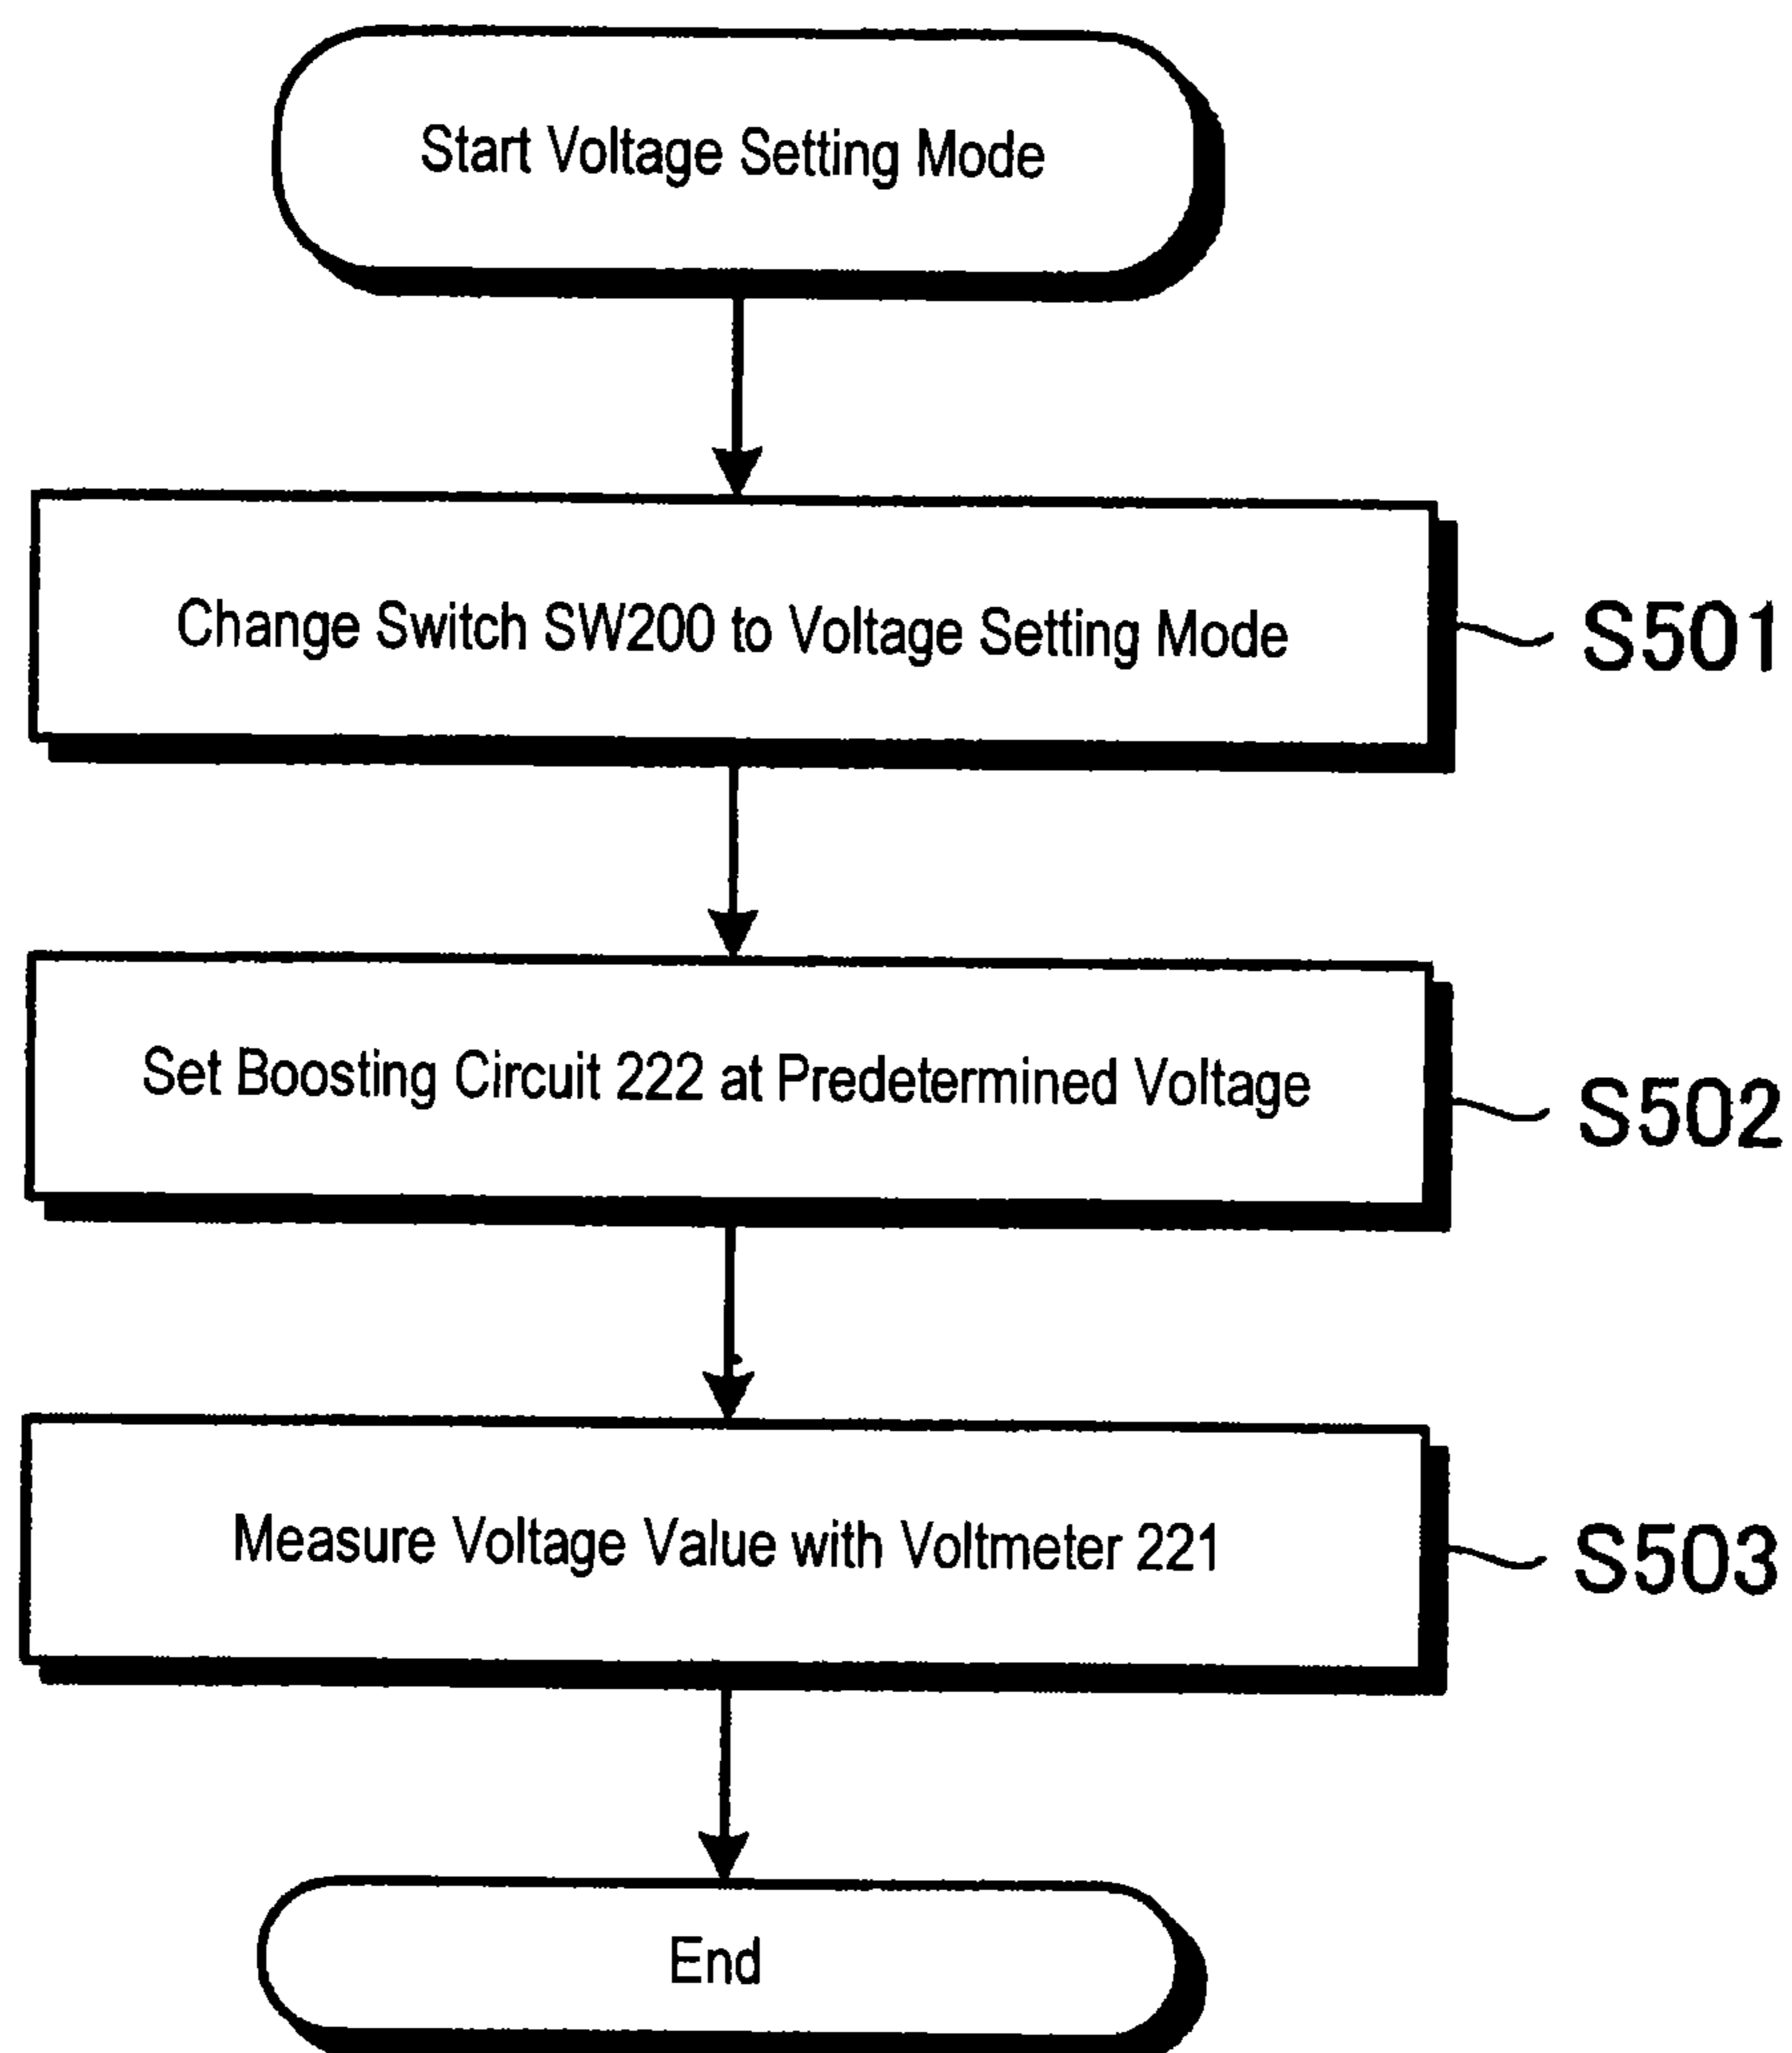 Start Voltage Setting Mode
Change Switch SW200 to Voltage Setting Mode
S501
Set Boosting Circuit 222 at Predetermined Voltage
S502
Measure Voltage Value with Voltmeter 221
S503
End